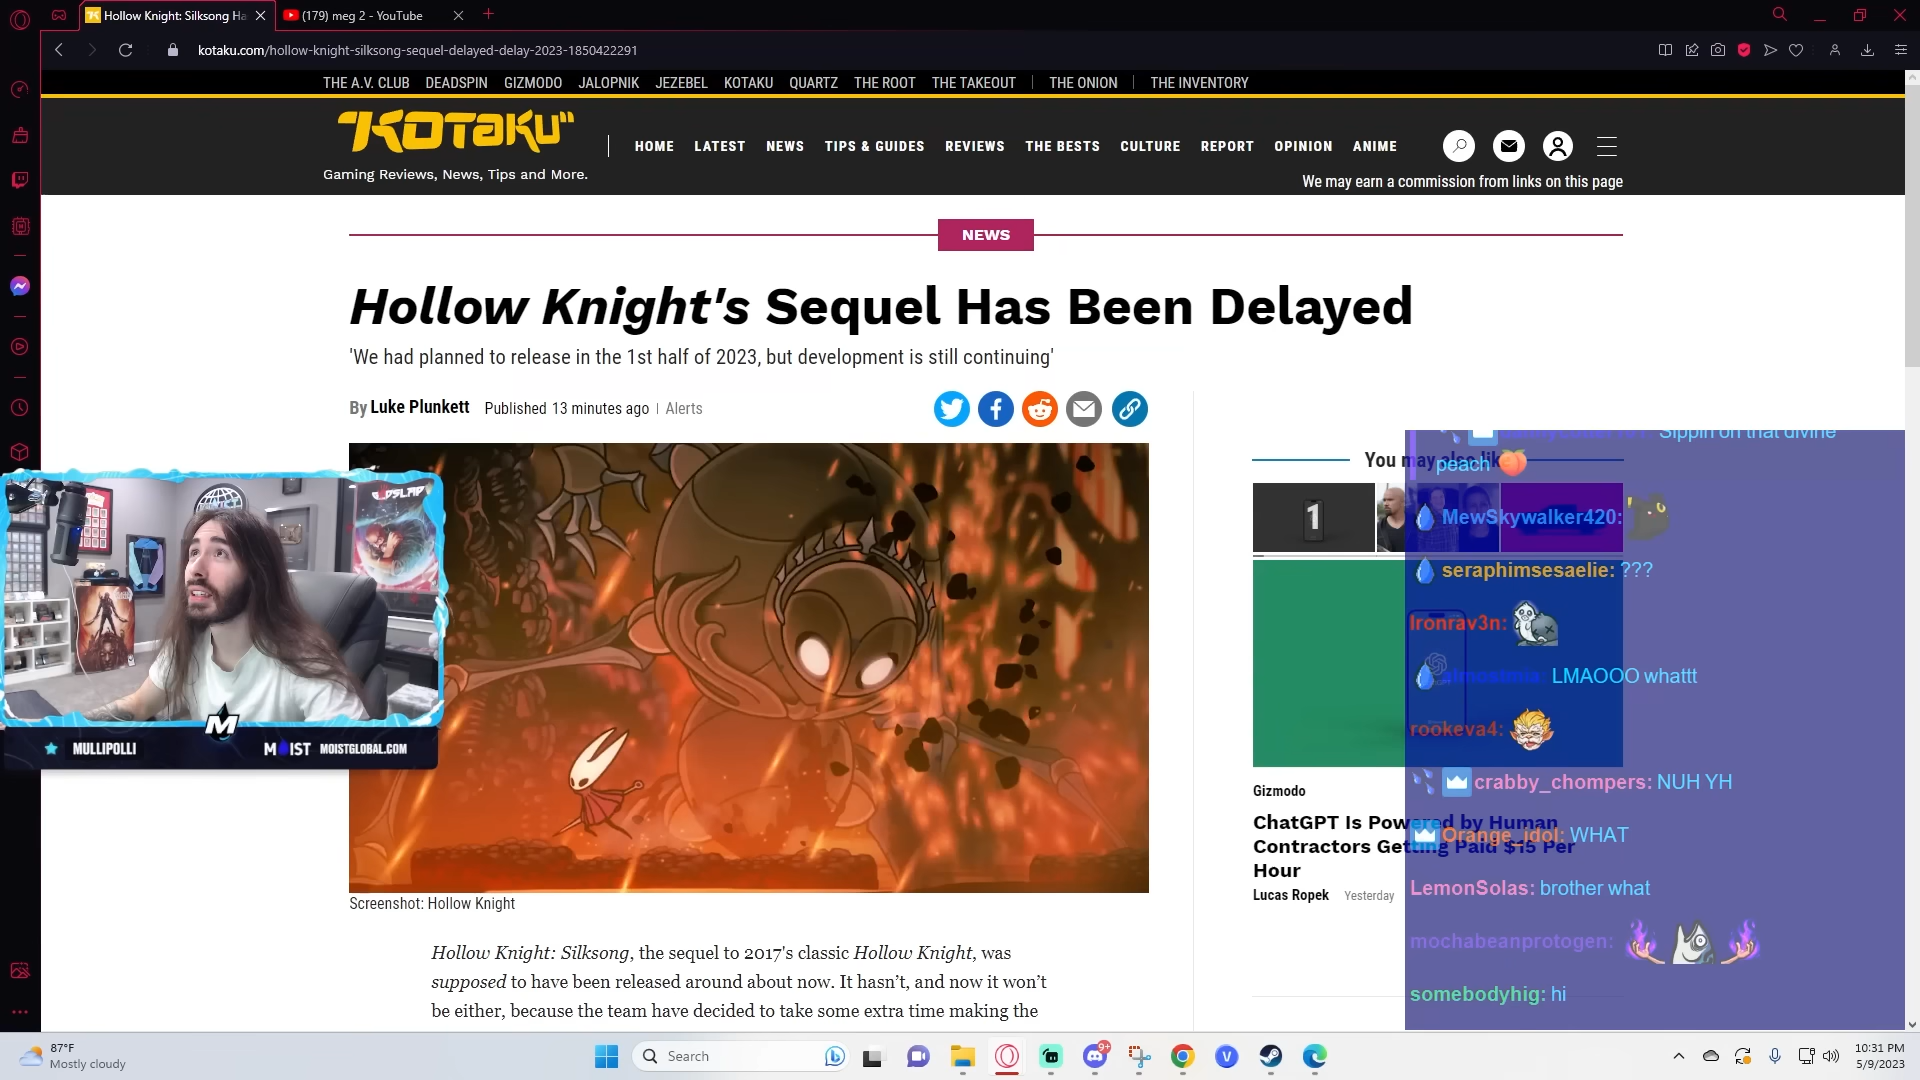 Hollow Knight: Silksong Ha
(179) meg 2 - YouTube
kotaku.com/hollow-knight-silksong-sequel-delayed-delay-2023-1850422291
THE A.V. CLUB DEADSPIN GIZMODO JALOPNIK JEZEBEL KOTAKU QUARTZ THE ROOT THE TAKEOUT THE ONION THE INVENTORY
KOTAKU
HOME LATEST NEWS TIPS & GUIDES REVIEWS THE BESTS CULTURE REPORT OPINION ANIME
Gaming Reviews, News, Tips and More.
We may earn a commission from links on this page
NEWS
Hollow Knight's Sequel Has Been Delayed
'We had planned to release in the 1st half of 2023, but development is still continuing'
By Luke Plunkett Published 13 minutes ago Alerts
Screenshot: Hollow Knight
Hollow Knight: Silksong, the sequel to 2017's classic Hollow Knight, was
supposed to have been released around about now. It hasn't, and now it won't
be either, because the team have decided to take some extra time making the
You may also like
1
Gizmodo
ChatGPT Is Powered by Human
Contractors Getting Paid $15 Per
Hour
Lucas Ropek Yesterday
Sippin on that divine
peach
MewSkywalker420:
seraphimsesaelie: ???
Ironrav3n:
LMAOOO whattt
rookeva4:
crabby_chompers: NUH YH
Orange_idol: WHAT
LemonSolas: brother what
mochabeanprotogen:
somebodyhig: hi
M
MULLIPOLLI
MOIST MOISTGLOBAL.COM
87°F
Mostly cloudy
Search
9+
10:31 PM
5/9/2023